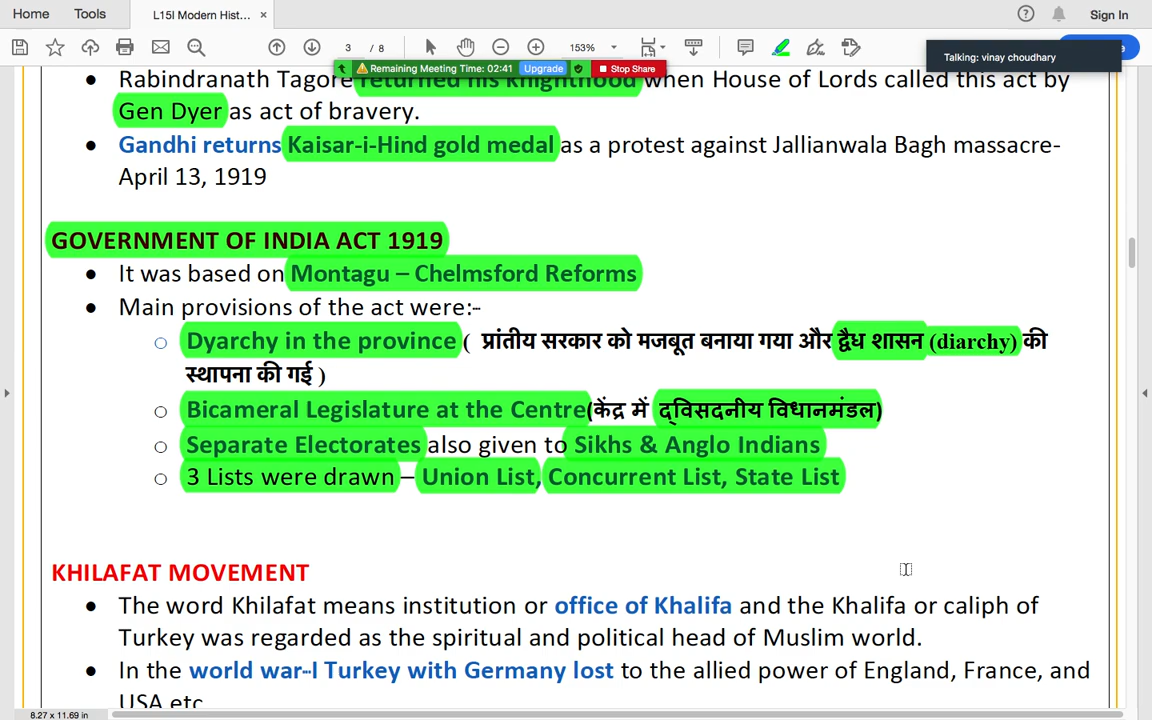 Home Tools L15I Modern Hist... × Sign In
3 / 8 153%
Talking: vinay choudhary
Remaining Meeting Time: 02:41 Upgrade Stop Share
• Rabindranath Tagore returned his Knighthood when House of Lords called this act by
Gen Dyer as act of bravery.
• Gandhi returns Kaisar-i-Hind gold medal as a protest against Jallianwala Bagh massacre-
April 13, 1919
GOVERNMENT OF INDIA ACT 1919
• It was based on Montagu – Chelmsford Reforms
• Main provisions of the act were:-
○ Dyarchy in the province ( प्रांतीय सरकार को मजबूत बनाया गया और द्वैध शासन (diarchy) की
स्थापना की गई )
○ Bicameral Legislature at the Centre(केंद्र में द्विसदनीय विधानमंडल)
○ Separate Electorates also given to Sikhs & Anglo Indians
○ 3 Lists were drawn – Union List, Concurrent List, State List
KHILAFAT MOVEMENT
• The word Khilafat means institution or office of Khalifa and the Khalifa or caliph of
Turkey was regarded as the spiritual and political head of Muslim world.
• In the world war-I Turkey with Germany lost to the allied power of England, France, and
USA etc
8.27 x 11.69 in